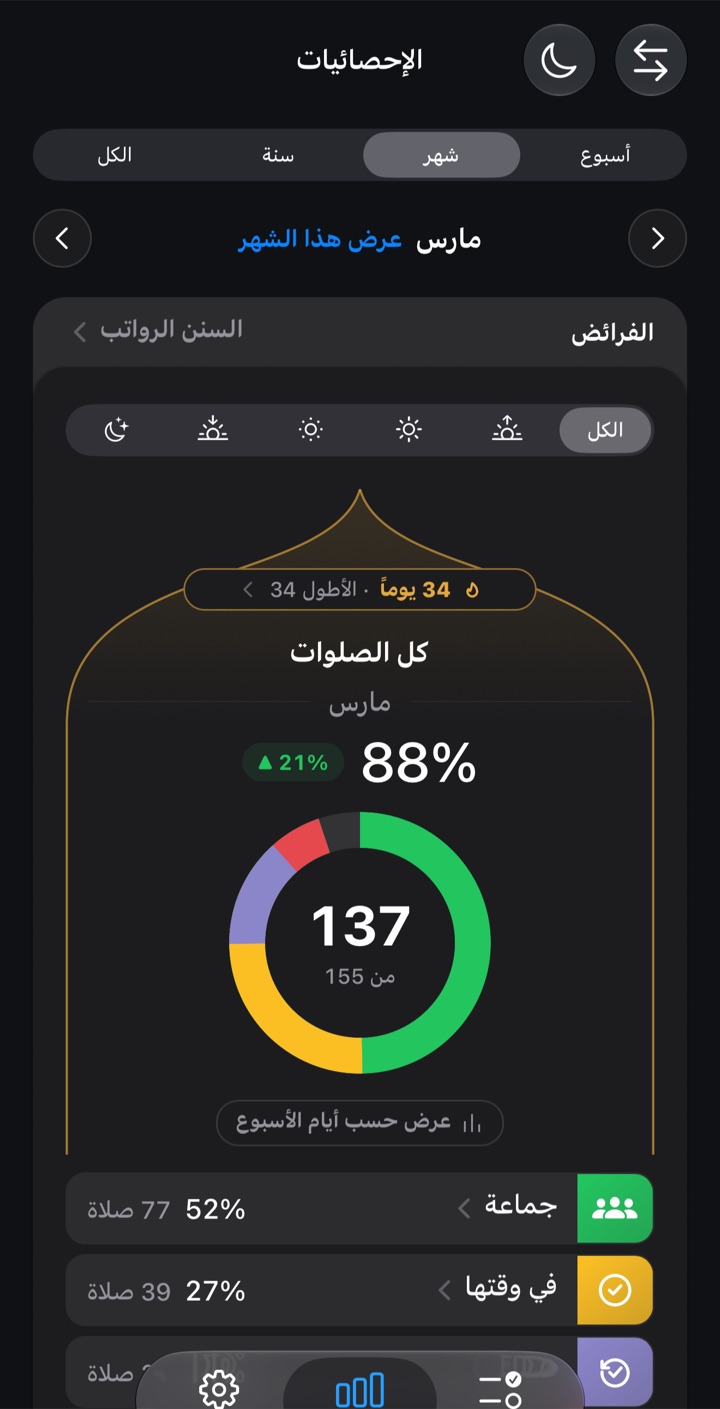 الإحصائيات
أسبوع شهر سنة الكل
مارس عرض هذا الشهر
الفرائض السنن الرواتب
الكل
34 يوماً · الأطول 34
كل الصلوات
مارس
88% 21%
137
من 155
عرض حسب أيام الأسبوع
جماعة 52% 77 صلاة
في وقتها 27% 39 صلاة
صلاة